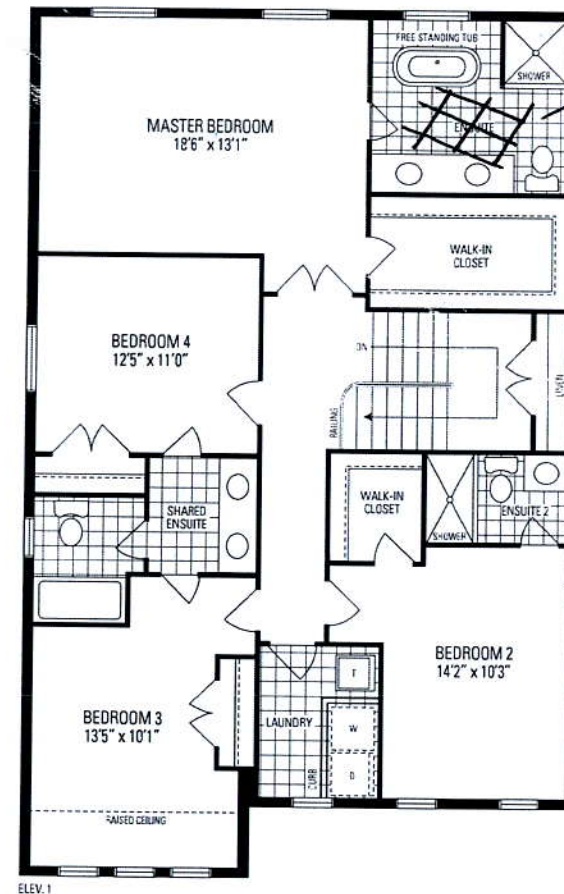 FREE STANDING TUB
SHOWER
MASTER BEDROOM
18'6" x 13'1"
ENSUITE
WALK-IN
CLOSET
BEDROOM 4
12'5" x 11'0"
DN
RAILING
LINEN
SHARED
ENSUITE
WALK-IN
CLOSET
SHOWER
ENSUITE 2
BEDROOM 2
14'2" x 10'3"
BEDROOM 3
13'5" x 10'1"
LAUNDRY
T
W
D
CURB
RAISED CEILING
ELEV. 1